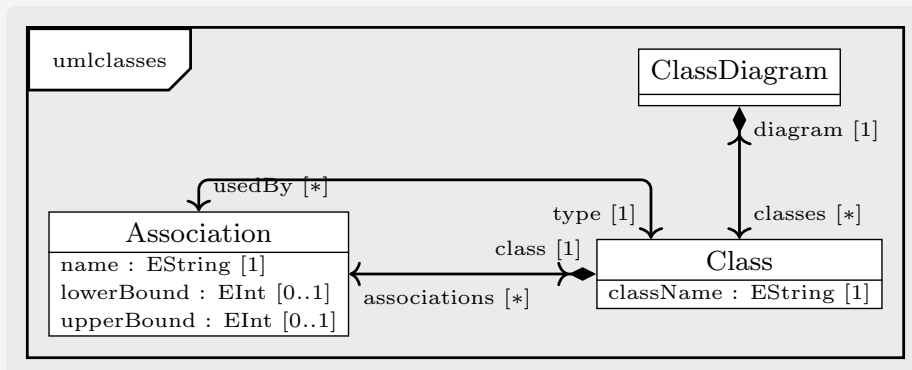 umlclasses
ClassDiagram
diagram [1]
usedBy [*]
type [1]
classes [*]
Association
name : EString [1]
lowerBound : EInt [0..1]
upperBound : EInt [0..1]
class [1]
associations [*]
Class
className : EString [1]